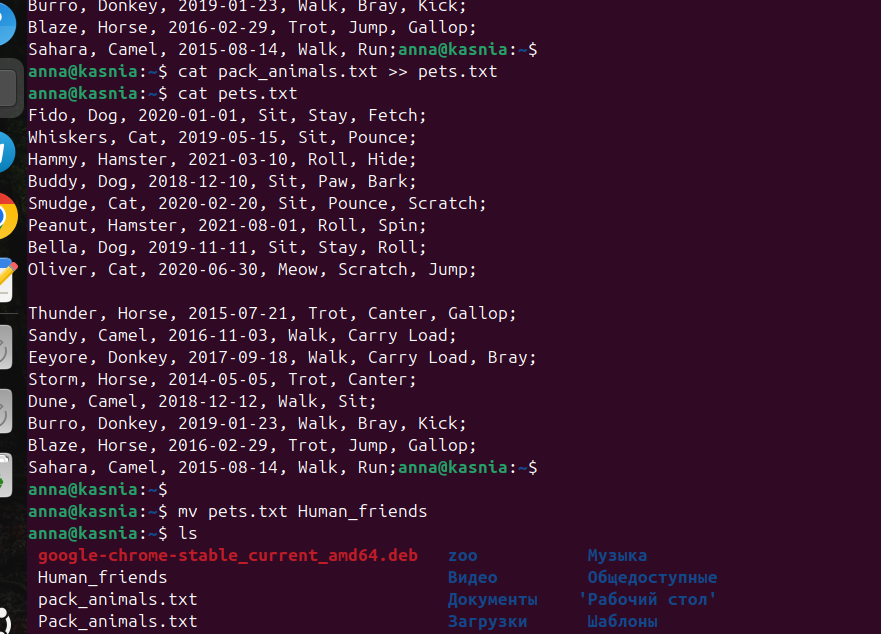 Burro, Donkey, 2019-01-23, Walk, Bray, Kick;
Blaze, Horse, 2016-02-29, Trot, Jump, Gallop;
Sahara, Camel, 2015-08-14, Walk, Run;anna@kasnia:~$
anna@kasnia:~$ cat pack_animals.txt >> pets.txt
anna@kasnia:~$ cat pets.txt
Fido, Dog, 2020-01-01, Sit, Stay, Fetch;
Whiskers, Cat, 2019-05-15, Sit, Pounce;
Hammy, Hamster, 2021-03-10, Roll, Hide;
Buddy, Dog, 2018-12-10, Sit, Paw, Bark;
Smudge, Cat, 2020-02-20, Sit, Pounce, Scratch;
Peanut, Hamster, 2021-08-01, Roll, Spin;
Bella, Dog, 2019-11-11, Sit, Stay, Roll;
Oliver, Cat, 2020-06-30, Meow, Scratch, Jump;
Thunder, Horse, 2015-07-21, Trot, Canter, Gallop;
Sandy, Camel, 2016-11-03, Walk, Carry Load;
Eeyore, Donkey, 2017-09-18, Walk, Carry Load, Bray;
Storm, Horse, 2014-05-05, Trot, Canter;
Dune, Camel, 2018-12-12, Walk, Sit;
Burro, Donkey, 2019-01-23, Walk, Bray, Kick;
Blaze, Horse, 2016-02-29, Trot, Jump, Gallop;
Sahara, Camel, 2015-08-14, Walk, Run;anna@kasnia:~$
anna@kasnia:~$
anna@kasnia:~$ mv pets.txt Human_friends
anna@kasnia:~$ ls
google-chrome-stable_current_amd64.deb zoo Музыка
Human_friends Видео Общедоступные
pack_animals.txt Документы 'Рабочий стол'
Pack_animals.txt Загрузки Шаблоны